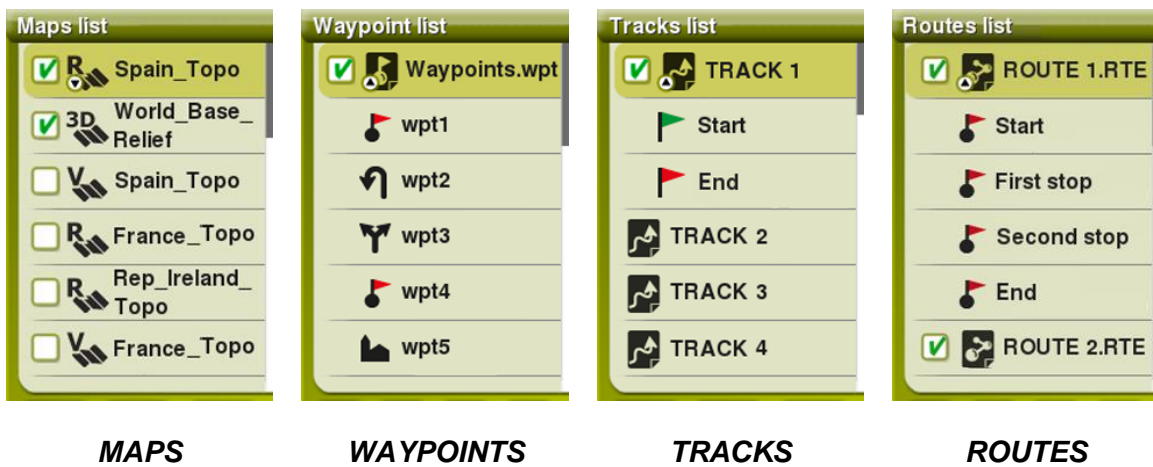 Maps list
R Spain_Topo
3D World_Base_
Relief
V Spain_Topo
R France_Topo
R Rep_Ireland_
Topo
V France_Topo
Waypoint list
Waypoints.wpt
wpt1
wpt2
wpt3
wpt4
wpt5
Tracks list
TRACK 1
Start
End
TRACK 2
TRACK 3
TRACK 4
Routes list
ROUTE 1.RTE
Start
First stop
Second stop
End
ROUTE 2.RTE
MAPS
WAYPOINTS
TRACKS
ROUTES